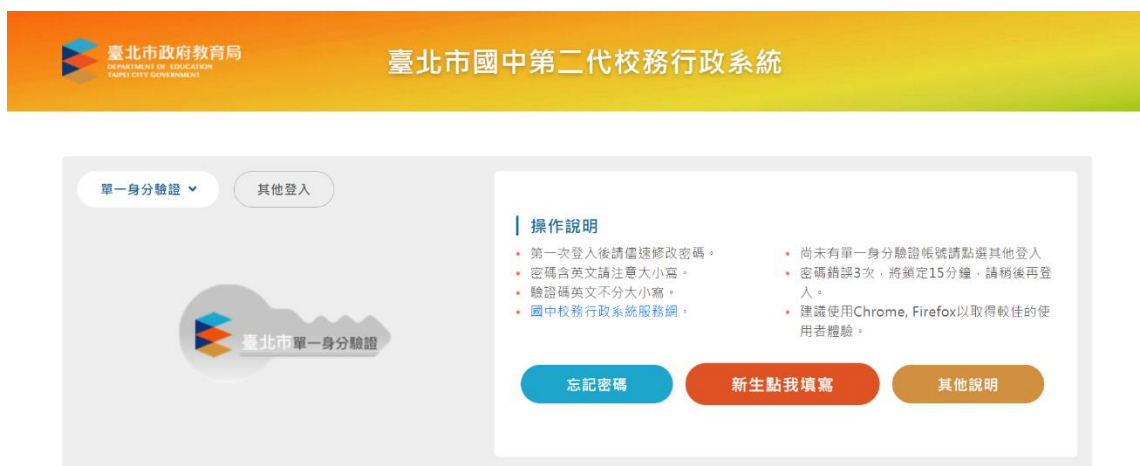 臺北市政府教育局
DEPARTMENT OF EDUCATION
TAIPEI CITY GOVERNMENT
臺北市國中第二代校務行政系統
單一身分驗證
其他登入
臺北市單一身分驗證
操作說明
第一次登入後請儘速修改密碼。
密碼含英文請注意大小寫。
驗證碼英文不分大小寫。
國中校務行政系統服務網。
尚未有單一身分驗證帳號請點選其他登入
密碼錯誤3次，將鎖定15分鐘，請稍後再登
入。
建議使用Chrome, Firefox以取得較佳的使
用者體驗。
忘記密碼
新生點我填寫
其他說明